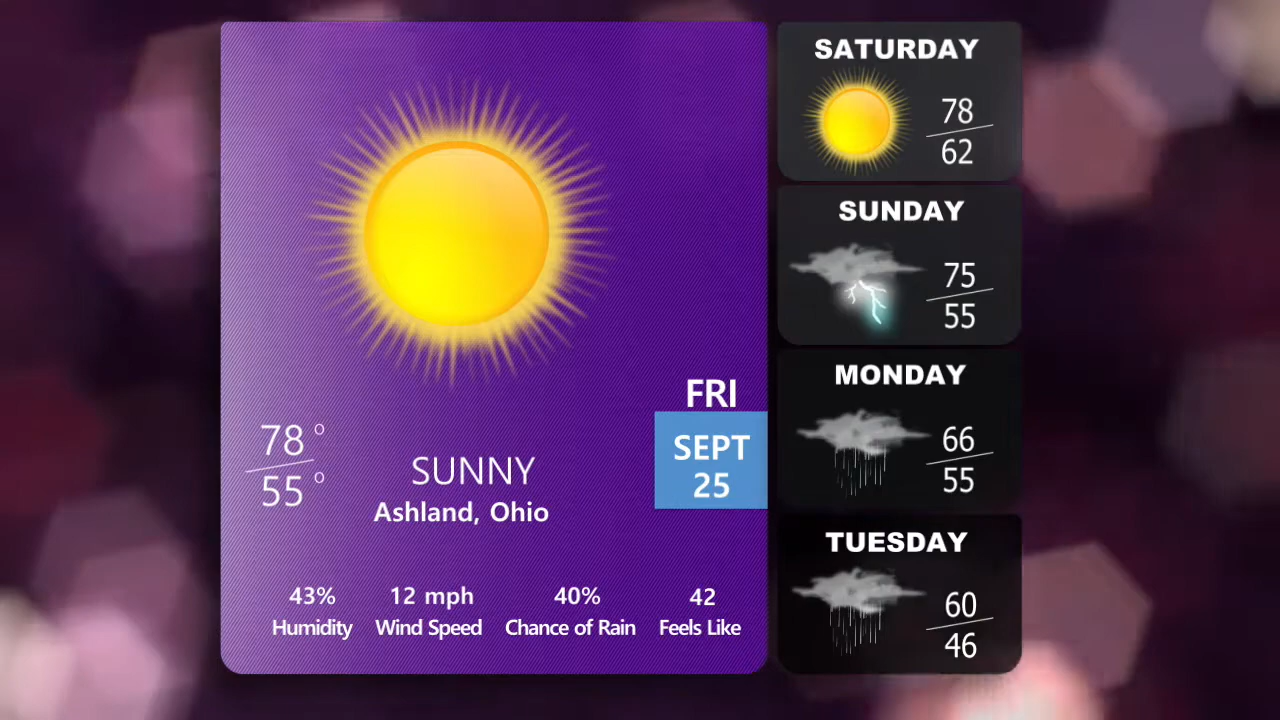 78°
55°
SUNNY
Ashland, Ohio
FRI
SEPT
25
43%
Humidity
12 mph
Wind Speed
40%
Chance of Rain
42
Feels Like
SATURDAY
78
62
SUNDAY
75
55
MONDAY
66
55
TUESDAY
60
46